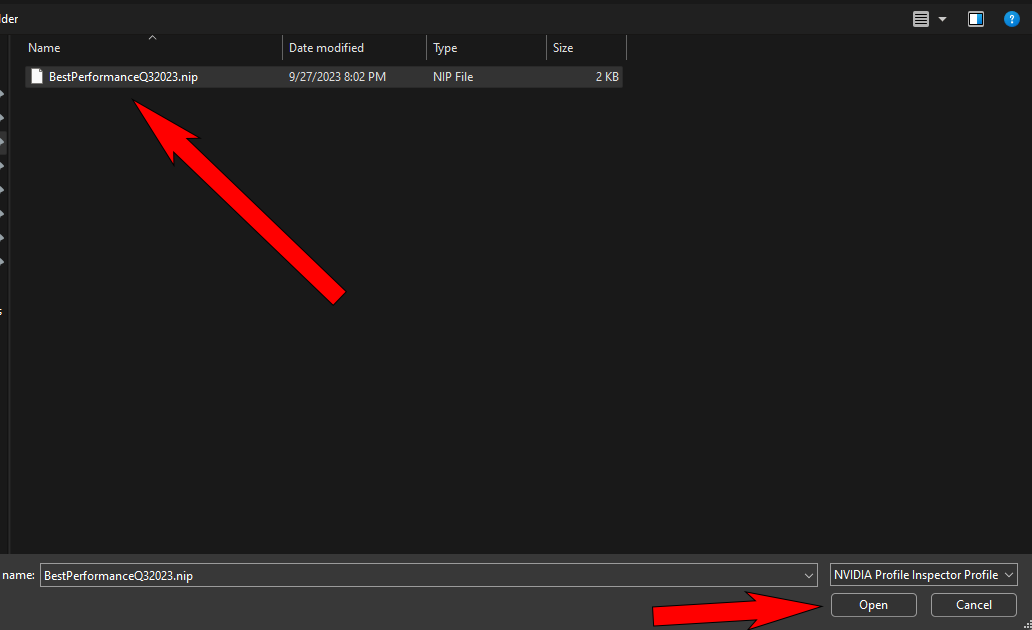 lder
Name Date modified Type Size
BestPerformanceQ32023.nip 9/27/2023 8:02 PM NIP File 2 KB
s
name: BestPerformanceQ32023.nip NVIDIA Profile Inspector Profile
Open Cancel